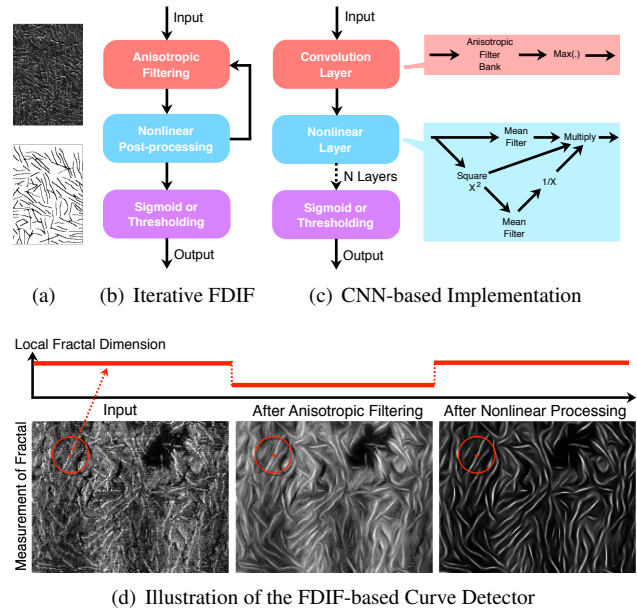 Input
Anisotropic
Filtering
Nonlinear
Post-processing
Sigmoid or
Thresholding
Output
Input
Convolution
Layer
Nonlinear
Layer
N Layers
Sigmoid or
Thresholding
Output
Anisotropic
Filter
Bank
Max(.)
Mean
Filter
Multiply
Square
X²
1/X
Mean
Filter
(a)
(b) Iterative FDIF
(c) CNN-based Implementation
Local Fractal Dimension
Input
After Anisotropic Filtering
After Nonlinear Processing
Measurement of Fractal
(d) Illustration of the FDIF-based Curve Detector